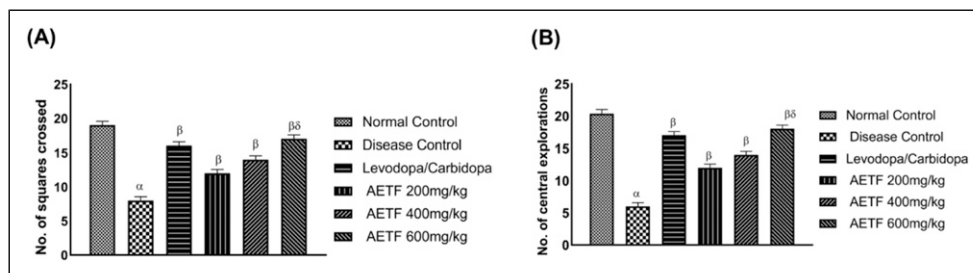 (A)
No. of squares crossed
25
20
15
10
5
0
α
β
β
β
βδ
Normal Control
Disease Control
Levodopa/Carbidopa
AETF 200mg/kg
AETF 400mg/kg
AETF 600mg/kg
(B)
No. of central explorations
25
20
15
10
5
0
α
β
β
β
βδ
Normal Control
Disease Control
Levodopa/Carbidopa
AETF 200mg/kg
AETF 400mg/kg
AETF 600mg/kg